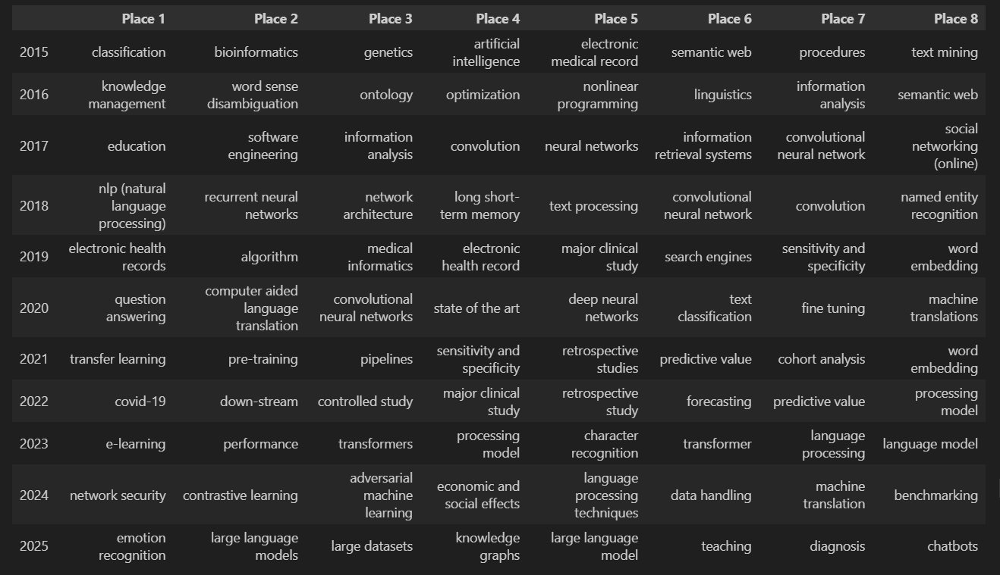 Place 1 Place 2 Place 3 Place 4 Place 5 Place 6 Place 7 Place 8
2015 classification bioinformatics genetics artificial intelligence electronic medical record semantic web procedures text mining
2016 knowledge management word sense disambiguation ontology optimization nonlinear programming linguistics information analysis semantic web
2017 education software engineering information analysis convolution neural networks information retrieval systems convolutional neural network social networking (online)
2018 nlp (natural language processing) recurrent neural networks network architecture long short-term memory text processing convolutional neural network convolution named entity recognition
2019 electronic health records algorithm medical informatics electronic health record major clinical study search engines sensitivity and specificity word embedding
2020 question answering computer aided language translation convolutional neural networks state of the art deep neural networks text classification fine tuning machine translations
2021 transfer learning pre-training pipelines sensitivity and specificity retrospective studies predictive value cohort analysis word embedding
2022 covid-19 down-stream controlled study major clinical study retrospective study forecasting predictive value processing model
2023 e-learning performance transformers processing model character recognition transformer language processing language model
2024 network security contrastive learning adversarial machine learning economic and social effects language processing techniques data handling machine translation benchmarking
2025 emotion recognition large language models large datasets knowledge graphs large language model teaching diagnosis chatbots